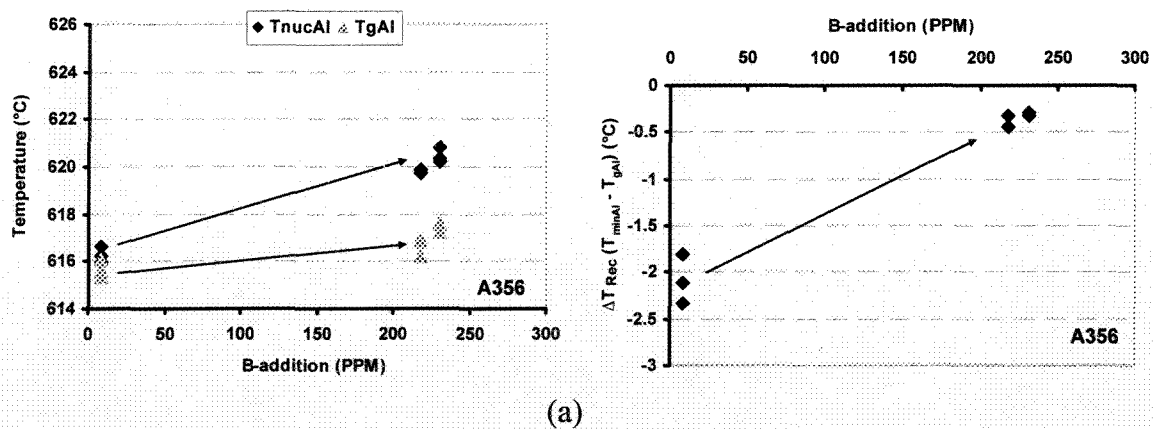 ◆ TnucAl ▲ TgAl
626
624
622
620
618
616
614
Temperature (°C)
0 50 100 150 200 250 300
B-addition (PPM)
A356
B-addition (PPM)
0 50 100 150 200 250 300
0
-0.5
-1
-1.5
-2
-2.5
-3
ΔT Rec (TminAl - TgAl) (°C)
A356
(a)